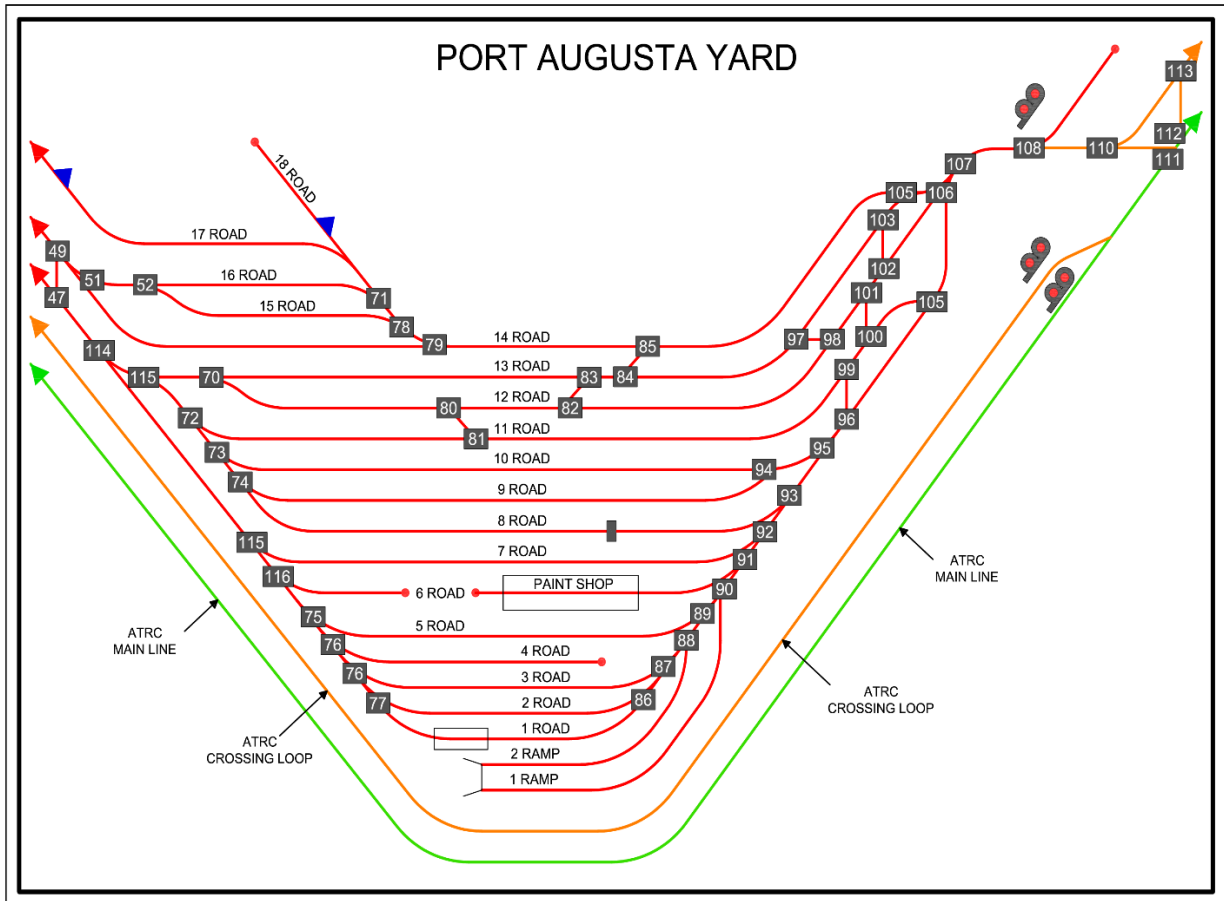 PORT AUGUSTA YARD
113
112
111
110
108
107
18 ROAD
105
106
103
17 ROAD
49
102
51
52
16 ROAD
71
47
101
105
15 ROAD
78
79
14 ROAD
85
97
98
100
114
115
70
13 ROAD
83
84
99
80
12 ROAD
82
72
81
11 ROAD
96
73
10 ROAD
94
95
74
9 ROAD
93
8 ROAD
92
115
7 ROAD
91
116
6 ROAD
PAINT SHOP
90
75
5 ROAD
89
76
4 ROAD
88
76
3 ROAD
87
77
2 ROAD
86
1 ROAD
2 RAMP
1 RAMP
ATRC
MAIN LINE
ATRC
CROSSING LOOP
ATRC
MAIN LINE
ATRC
CROSSING LOOP